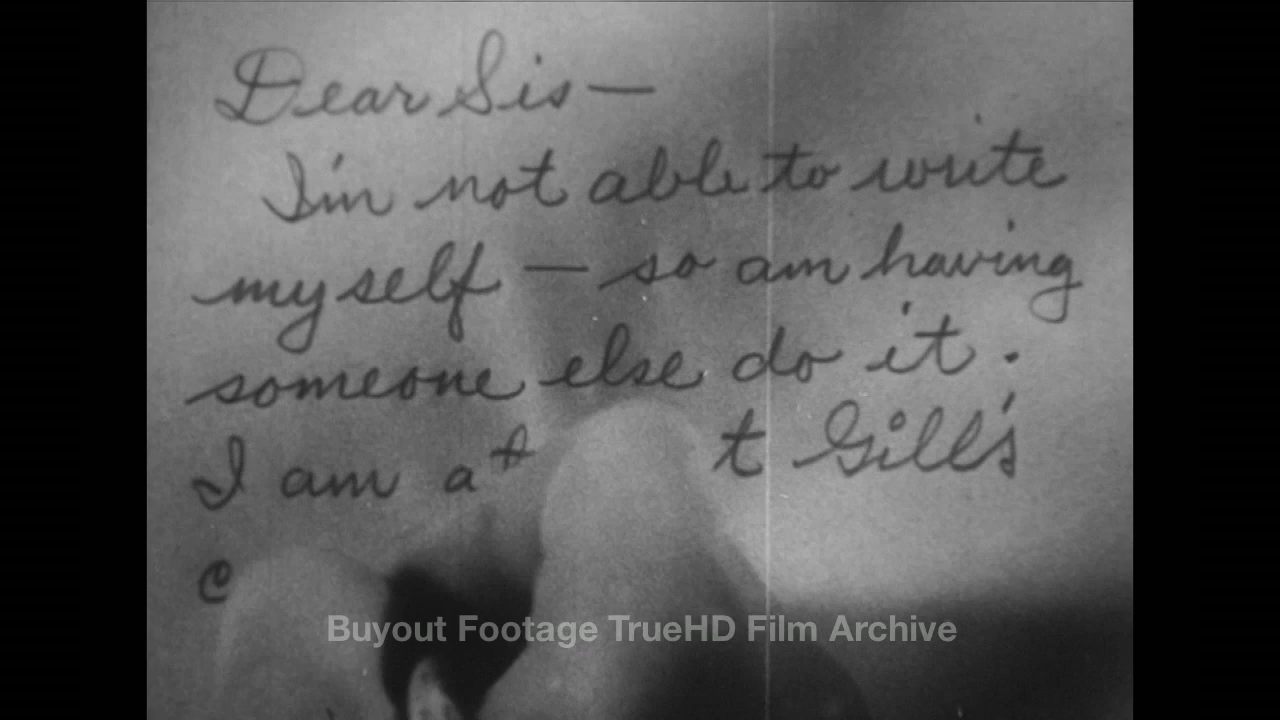 Dear Sis —
I'm not able to write
myself — so am having
someone else do it.
I am at Gill's
Buyout Footage TrueHD Film Archive